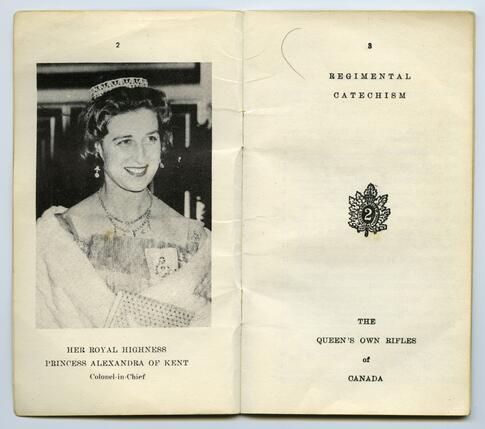 2
HER ROYAL HIGHNESS
PRINCESS ALEXANDRA OF KENT
Colonel-in-Chief
3
REGIMENTAL
CATECHISM
2
THE
QUEEN'S OWN RIFLES
of
CANADA